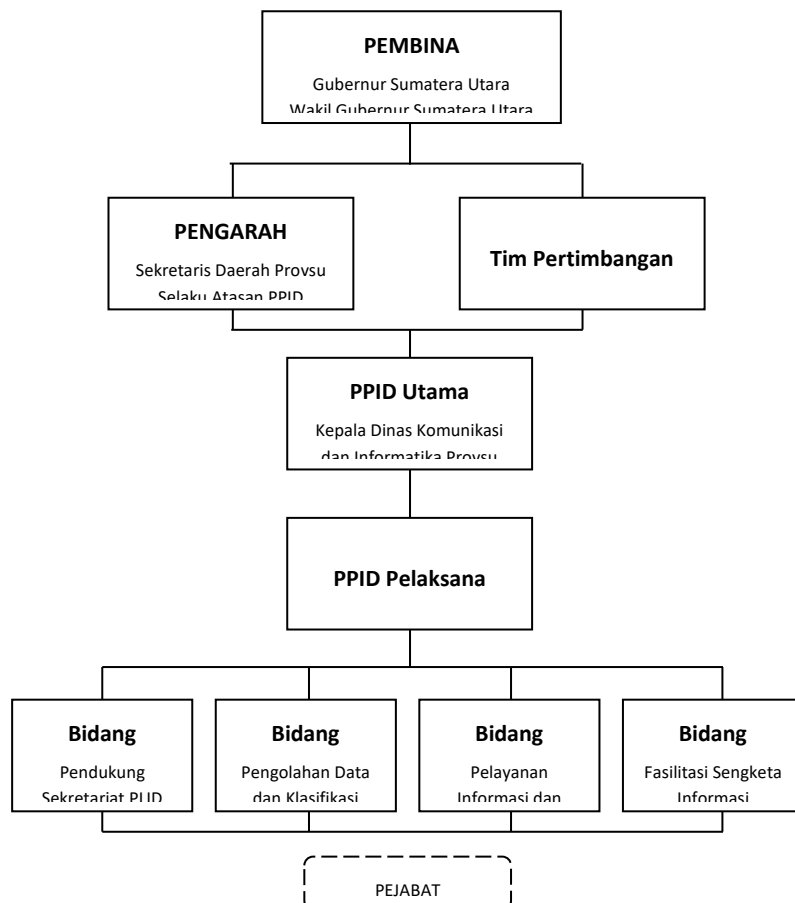 PEMBINA
Gubernur Sumatera Utara
Wakil Gubernur Sumatera Utara
PENGARAH
Sekretaris Daerah Provsu
Selaku Atasan PPID
Tim Pertimbangan
PPID Utama
Kepala Dinas Komunikasi
dan Informatika Provsu
PPID Pelaksana
Bidang
Pendukung
Sekretariat PLID
Bidang
Pengolahan Data
dan Klasifikasi
Bidang
Pelayanan
Informasi dan
Bidang
Fasilitasi Sengketa
Informasi
PEJABAT